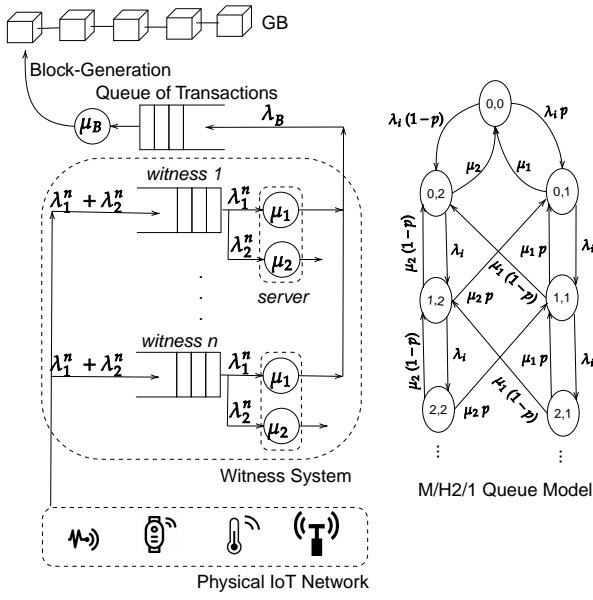 GB
Block-Generation
Queue of Transactions
μ_B
λ_B
witness 1
λ₁ⁿ + λ₂ⁿ
λ₁ⁿ
μ₁
λ₂ⁿ
μ₂
server
witness n
λ₁ⁿ + λ₂ⁿ
λ₁ⁿ
μ₁
λ₂ⁿ
μ₂
Witness System
Physical IoT Network
0,0
λᵢ (1-p)
λᵢ p
μ₂
μ₁
0,2
0,1
μ₂ (1-p)
λᵢ
μ₁ p
λᵢ
μ₁ (1-p)
μ₂ p
1,2
1,1
μ₂ (1-p)
λᵢ
μ₁ p
λᵢ
μ₁ (1-p)
μ₂ p
2,2
2,1
M/H2/1 Queue Model